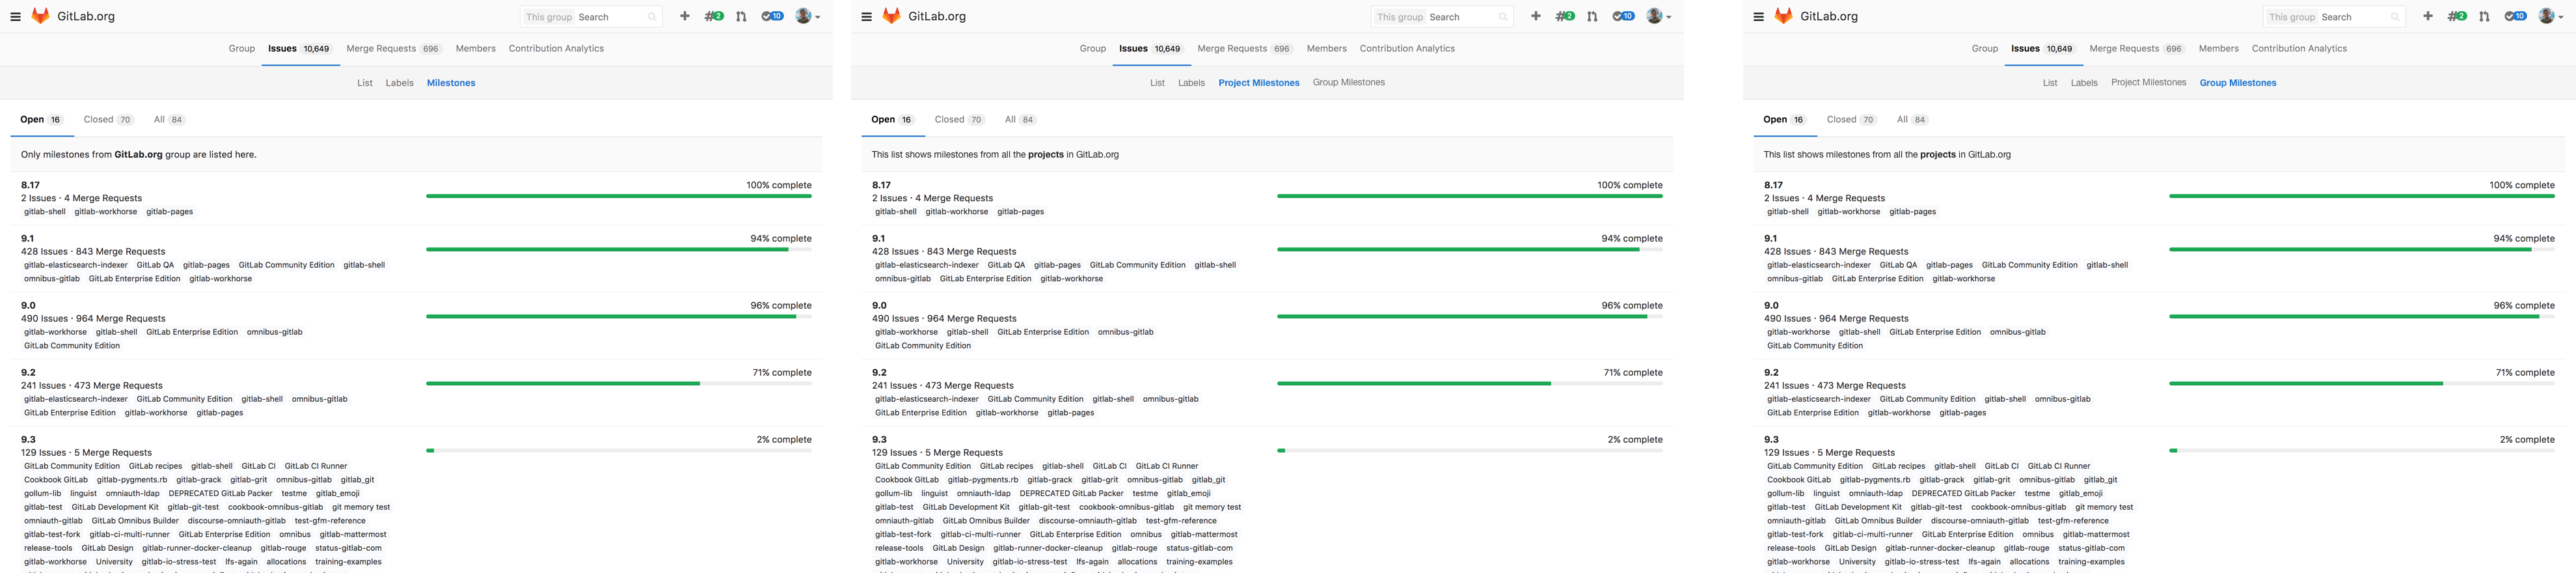 GitLab.org
This group Search
2
10
Group Issues 10,649 Merge Requests 696 Members Contribution Analytics
List Labels Milestones
Open 16 Closed 70 All 84
Only milestones from GitLab.org group are listed here.
8.17
100% complete
2 Issues · 4 Merge Requests
gitlab-shell gitlab-workhorse gitlab-pages
9.1
94% complete
428 Issues · 843 Merge Requests
gitlab-elasticsearch-indexer GitLab QA gitlab-pages GitLab Community Edition gitlab-shell
omnibus-gitlab GitLab Enterprise Edition gitlab-workhorse
9.0
96% complete
490 Issues · 964 Merge Requests
gitlab-workhorse gitlab-shell GitLab Enterprise Edition omnibus-gitlab
GitLab Community Edition
9.2
71% complete
241 Issues · 473 Merge Requests
gitlab-elasticsearch-indexer GitLab Community Edition gitlab-shell omnibus-gitlab
GitLab Enterprise Edition gitlab-workhorse gitlab-pages
9.3
2% complete
129 Issues · 5 Merge Requests
GitLab Community Edition GitLab recipes gitlab-shell GitLab CI GitLab CI Runner
Cookbook GitLab gitlab-pygments.rb gitlab-grack gitlab-grit omnibus-gitlab gitlab_git
gollum-lib linguist omniauth-ldap DEPRECATED GitLab Packer testme gitlab_emoji
gitlab-test GitLab Development Kit gitlab-git-test cookbook-omnibus-gitlab git memory test
omniauth-gitlab GitLab Omnibus Builder discourse-omniauth-gitlab test-gfm-reference
gitlab-test-fork gitlab-ci-multi-runner GitLab Enterprise Edition omnibus gitlab-mattermost
release-tools GitLab Design gitlab-runner-docker-cleanup gitlab-rouge status-gitlab-com
gitlab-workhorse University gitlab-io-stress-test lfs-again allocations training-examples
GitLab.org
This group Search
2
10
Group Issues 10,649 Merge Requests 696 Members Contribution Analytics
List Labels Project Milestones Group Milestones
Open 16 Closed 70 All 84
This list shows milestones from all the projects in GitLab.org
8.17
100% complete
2 Issues · 4 Merge Requests
gitlab-shell gitlab-workhorse gitlab-pages
9.1
94% complete
428 Issues · 843 Merge Requests
gitlab-elasticsearch-indexer GitLab QA gitlab-pages GitLab Community Edition gitlab-shell
omnibus-gitlab GitLab Enterprise Edition gitlab-workhorse
9.0
96% complete
490 Issues · 964 Merge Requests
gitlab-workhorse gitlab-shell GitLab Enterprise Edition omnibus-gitlab
GitLab Community Edition
9.2
71% complete
241 Issues · 473 Merge Requests
gitlab-elasticsearch-indexer GitLab Community Edition gitlab-shell omnibus-gitlab
GitLab Enterprise Edition gitlab-workhorse gitlab-pages
9.3
2% complete
129 Issues · 5 Merge Requests
GitLab Community Edition GitLab recipes gitlab-shell GitLab CI GitLab CI Runner
Cookbook GitLab gitlab-pygments.rb gitlab-grack gitlab-grit omnibus-gitlab gitlab_git
gollum-lib linguist omniauth-ldap DEPRECATED GitLab Packer testme gitlab_emoji
gitlab-test GitLab Development Kit gitlab-git-test cookbook-omnibus-gitlab git memory test
omniauth-gitlab GitLab Omnibus Builder discourse-omniauth-gitlab test-gfm-reference
gitlab-test-fork gitlab-ci-multi-runner GitLab Enterprise Edition omnibus gitlab-mattermost
release-tools GitLab Design gitlab-runner-docker-cleanup gitlab-rouge status-gitlab-com
gitlab-workhorse University gitlab-io-stress-test lfs-again allocations training-examples
GitLab.org
This group Search
2
10
Group Issues 10,649 Merge Requests 696 Members Contribution Analytics
List Labels Project Milestones Group Milestones
Open 16 Closed 70 All 84
This list shows milestones from all the projects in GitLab.org
8.17
100% complete
2 Issues · 4 Merge Requests
gitlab-shell gitlab-workhorse gitlab-pages
9.1
94% complete
428 Issues · 843 Merge Requests
gitlab-elasticsearch-indexer GitLab QA gitlab-pages GitLab Community Edition gitlab-shell
omnibus-gitlab GitLab Enterprise Edition gitlab-workhorse
9.0
96% complete
490 Issues · 964 Merge Requests
gitlab-workhorse gitlab-shell GitLab Enterprise Edition omnibus-gitlab
GitLab Community Edition
9.2
71% complete
241 Issues · 473 Merge Requests
gitlab-elasticsearch-indexer GitLab Community Edition gitlab-shell omnibus-gitlab
GitLab Enterprise Edition gitlab-workhorse gitlab-pages
9.3
2% complete
129 Issues · 5 Merge Requests
GitLab Community Edition GitLab recipes gitlab-shell GitLab CI GitLab CI Runner
Cookbook GitLab gitlab-pygments.rb gitlab-grack gitlab-grit omnibus-gitlab gitlab_git
gollum-lib linguist omniauth-ldap DEPRECATED GitLab Packer testme gitlab_emoji
gitlab-test GitLab Development Kit gitlab-git-test cookbook-omnibus-gitlab git memory test
omniauth-gitlab GitLab Omnibus Builder discourse-omniauth-gitlab test-gfm-reference
gitlab-test-fork gitlab-ci-multi-runner GitLab Enterprise Edition omnibus gitlab-mattermost
release-tools GitLab Design gitlab-runner-docker-cleanup gitlab-rouge status-gitlab-com
gitlab-workhorse University gitlab-io-stress-test lfs-again allocations training-examples